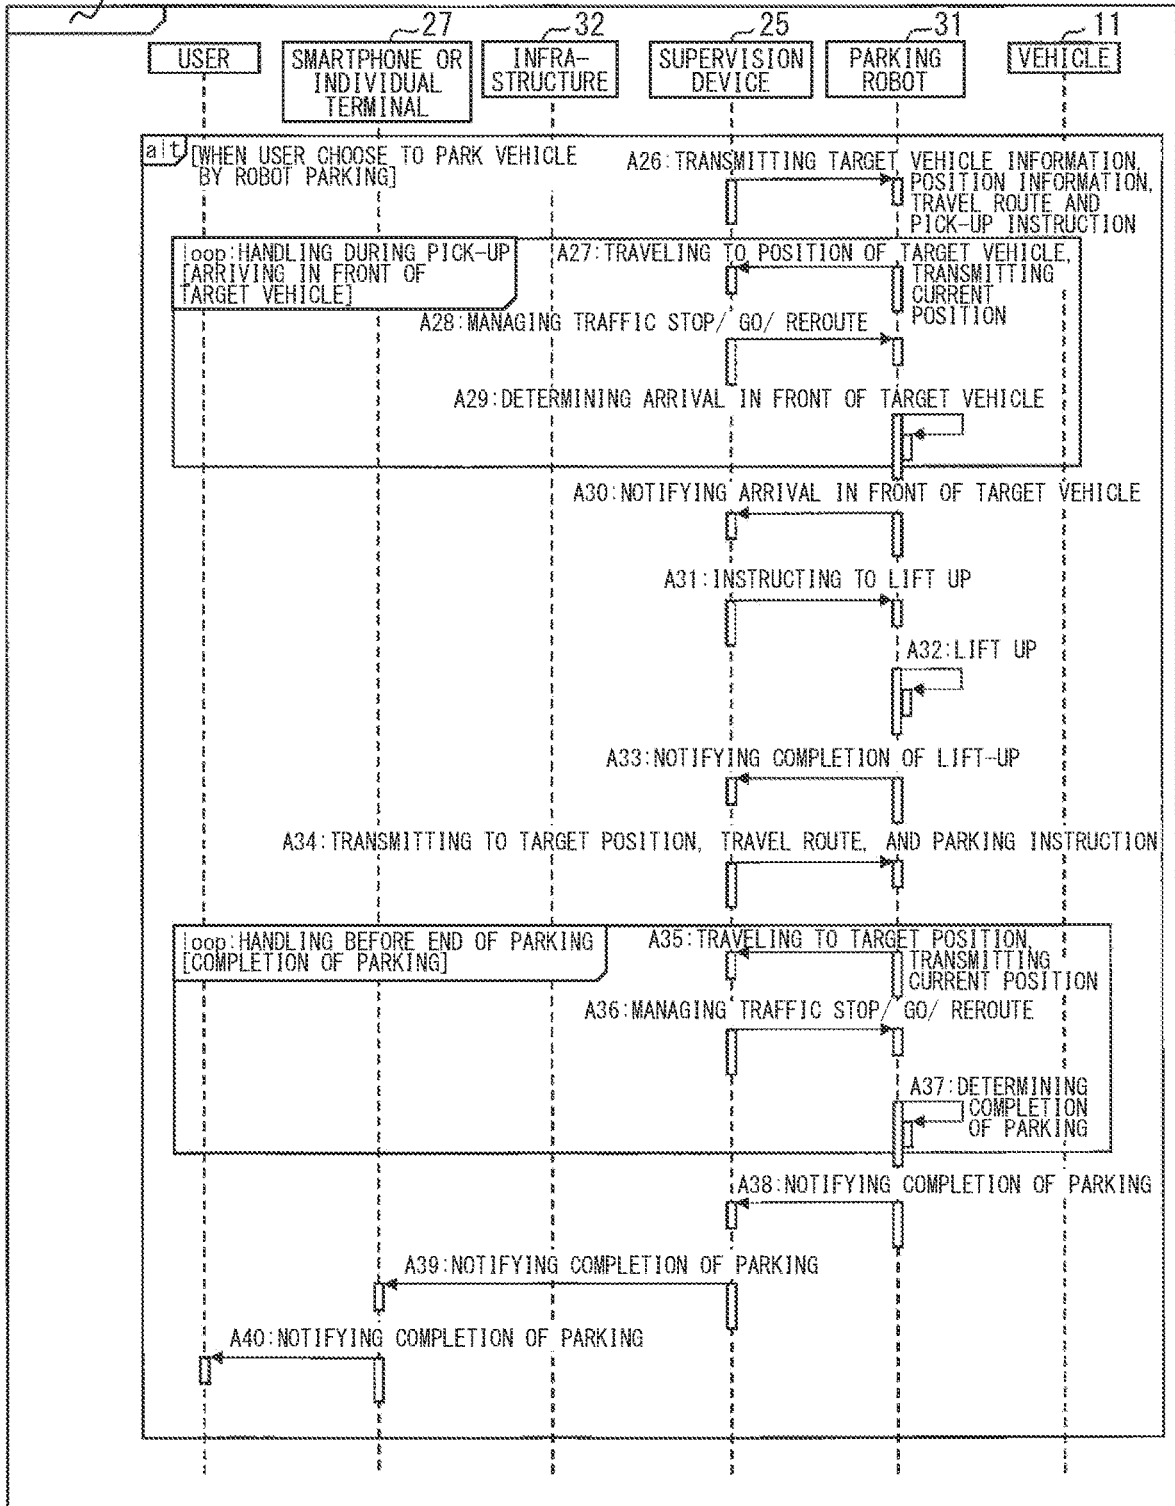 27
32
25
31
11
USER
SMARTPHONE OR
INDIVIDUAL
TERMINAL
INFRA-
STRUCTURE
SUPERVISION
DEVICE
PARKING
ROBOT
VEHICLE
alt
[WHEN USER CHOOSE TO PARK VEHICLE
BY ROBOT PARKING]
A26:TRANSMITTING TARGET VEHICLE INFORMATION,
POSITION INFORMATION,
TRAVEL ROUTE AND
PICK-UP INSTRUCTION
loop:HANDLING DURING PICK-UP
[ARRIVING IN FRONT OF
TARGET VEHICLE]
A27:TRAVELING TO POSITION OF TARGET VEHICLE,
TRANSMITTING
CURRENT
POSITION
A28:MANAGING TRAFFIC STOP/ GO/ REROUTE
A29:DETERMINING ARRIVAL IN FRONT OF TARGET VEHICLE
A30:NOTIFYING ARRIVAL IN FRONT OF TARGET VEHICLE
A31:INSTRUCTING TO LIFT UP
A32:LIFT UP
A33:NOTIFYING COMPLETION OF LIFT-UP
A34:TRANSMITTING TO TARGET POSITION, TRAVEL ROUTE, AND PARKING INSTRUCTION
loop:HANDLING BEFORE END OF PARKING
[COMPLETION OF PARKING]
A35:TRAVELING TO TARGET POSITION,
TRANSMITTING
CURRENT POSITION
A36:MANAGING TRAFFIC STOP/ GO/ REROUTE
A37:DETERMINING
COMPLETION
OF PARKING
A38:NOTIFYING COMPLETION OF PARKING
A39:NOTIFYING COMPLETION OF PARKING
A40:NOTIFYING COMPLETION OF PARKING